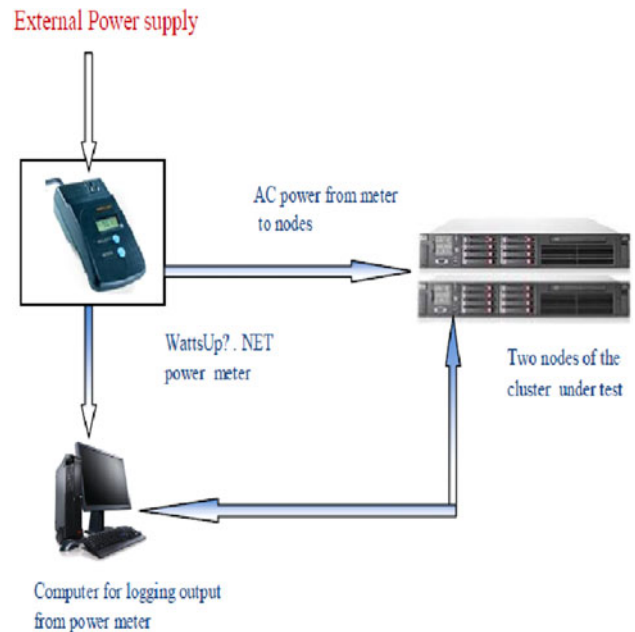 External Power supply
AC power from meter
to nodes
WattsUp? . NET
power meter
Two nodes of the
cluster under test
Computer for logging output
from power meter